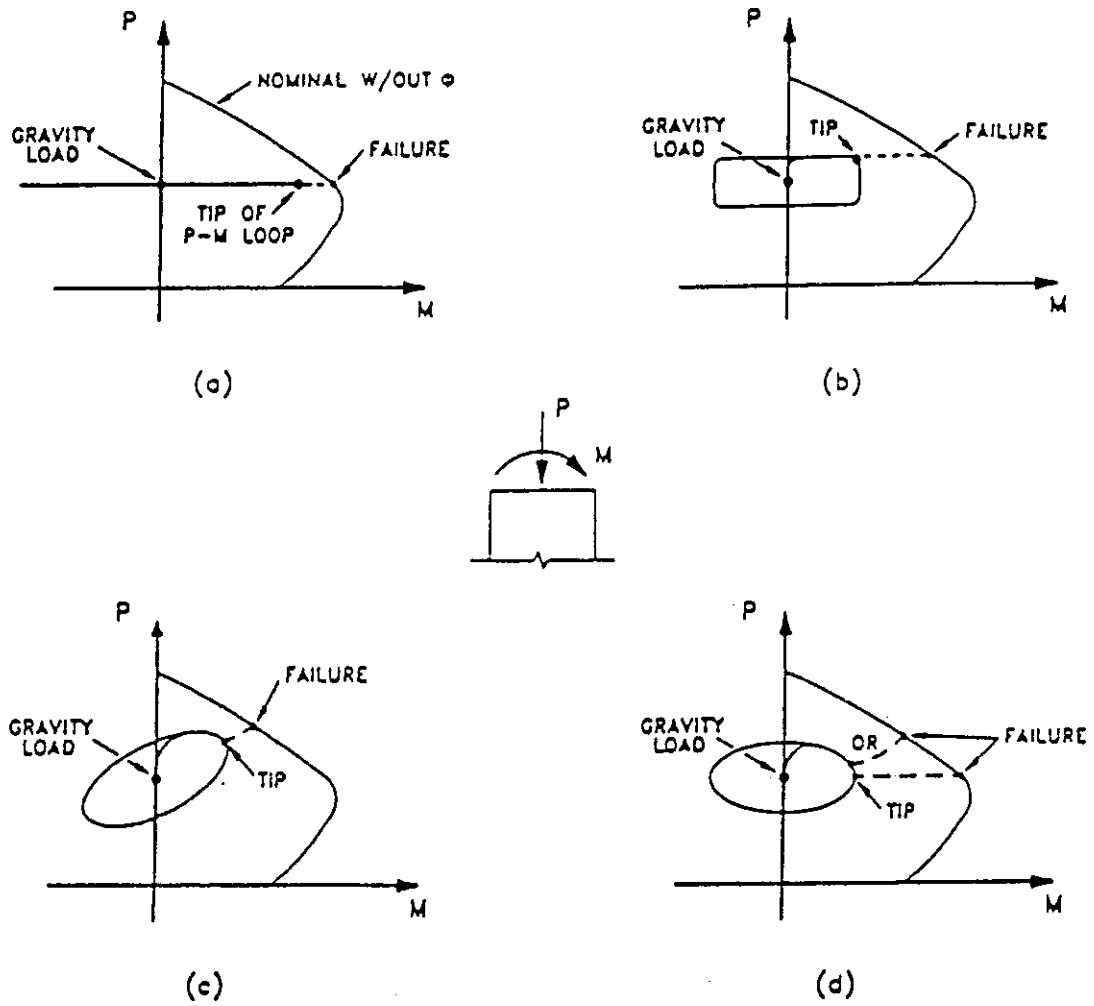 P
NOMINAL W/OUT Φ
GRAVITY
LOAD
FAILURE
TIP OF
P-M LOOP
M
(a)
P
GRAVITY
LOAD
TIP
FAILURE
M
(b)
P
M
P
FAILURE
GRAVITY
LOAD
TIP
M
(c)
P
GRAVITY
LOAD
OR
FAILURE
TIP
M
(d)